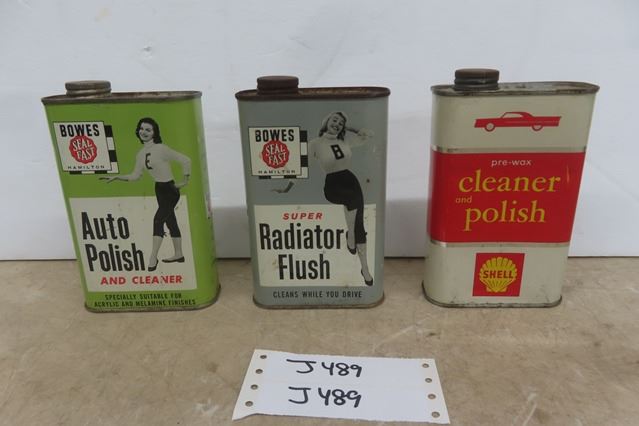 BOWES
SEAL
FAST
HAMILTON
E
Auto
Polish
AND CLEANER
SPECIALLY SUITABLE FOR
ACRYLIC AND MELAMINE FINISHES
BOWES
SEAL
FAST
HAMILTON
B
SUPER
Radiator
Flush
CLEANS WHILE YOU DRIVE
pre-wax
cleaner
and
polish
SHELL
J489
J489